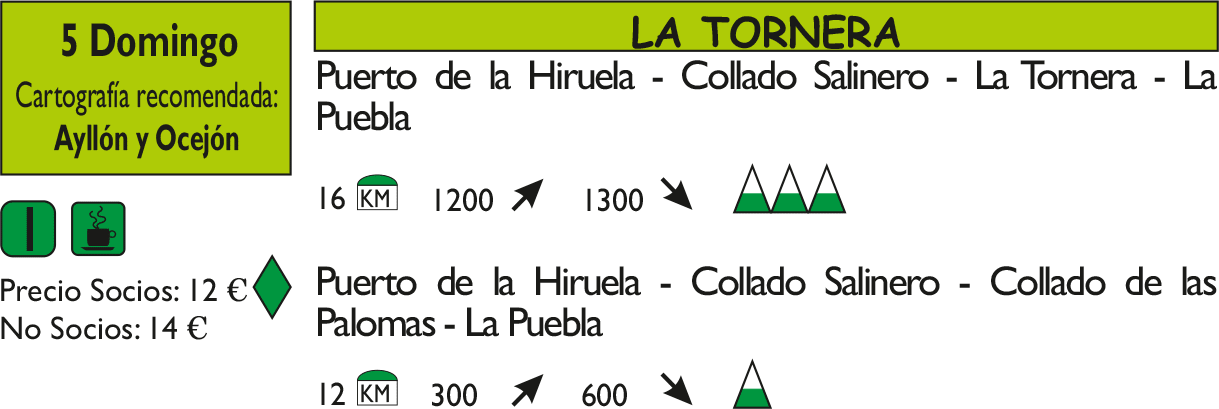 5 Domingo
Cartografía recomendada:
Ayllón y Ocejón
I
Precio Socios: 12 €
No Socios: 14 €
LA TORNERA
Puerto de la Hiruela - Collado Salinero - La Tornera - La
Puebla
16 KM 1200 1300
Puerto de la Hiruela - Collado Salinero - Collado de las
Palomas - La Puebla
12 KM 300 600